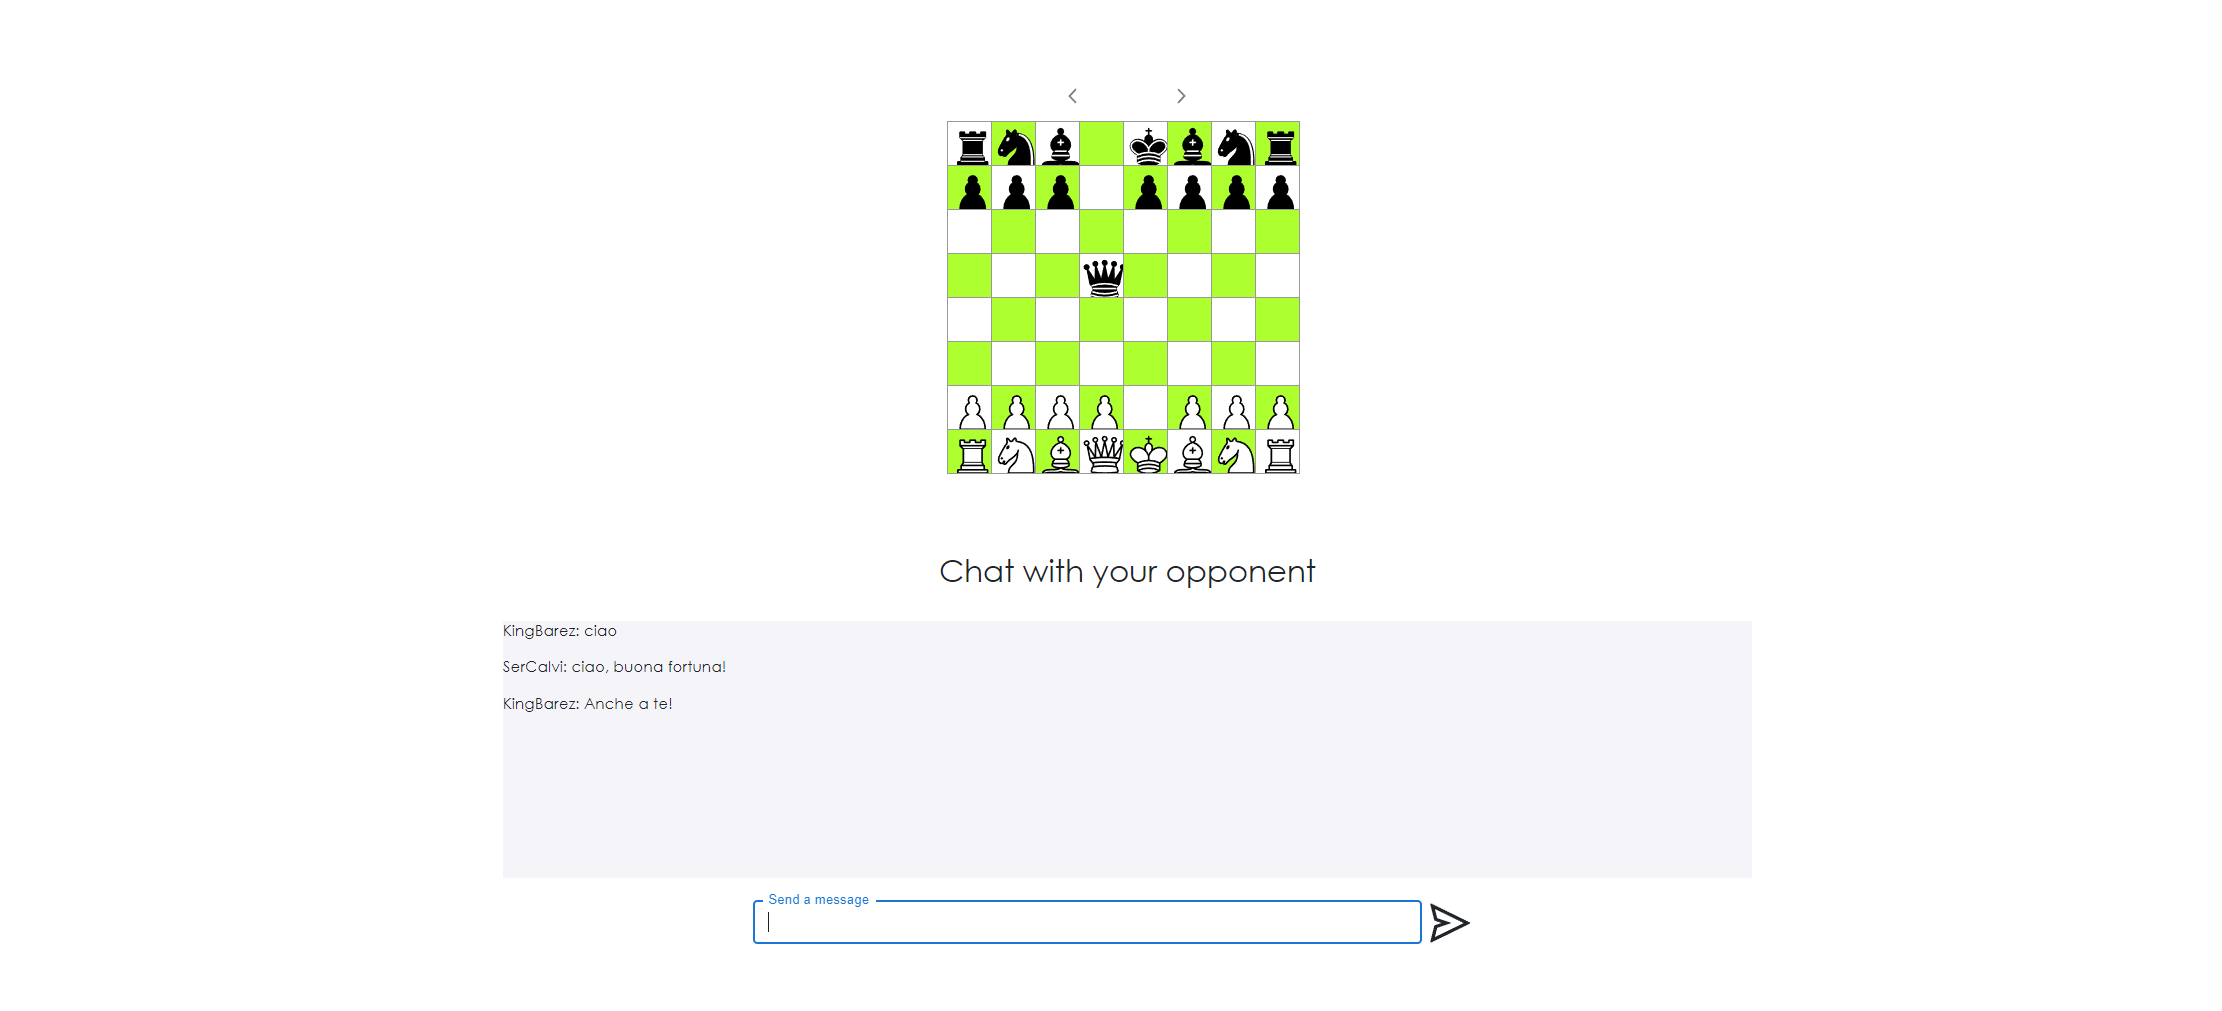 Chat with your opponent
KingBarez: ciao
SerCalvi: ciao, buona fortuna!
KingBarez: Anche a te!
Send a message